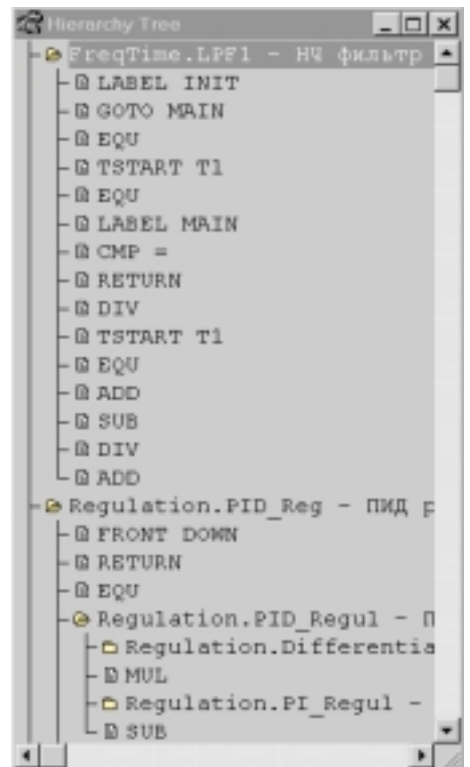 Hierarchy Tree
FreqTime.LPF1 - НЧ фильтр
LABEL INIT
GOTO MAIN
EQU
TSTART T1
EQU
LABEL MAIN
CMP =
RETURN
DIV
TSTART T1
EQU
ADD
SUB
DIV
ADD
Regulation.PID_Reg - ПИД р
FRONT DOWN
RETURN
EQU
Regulation.PID_Regul - П
Regulation.Differentia
MUL
Regulation.PI_Regul -
SUB